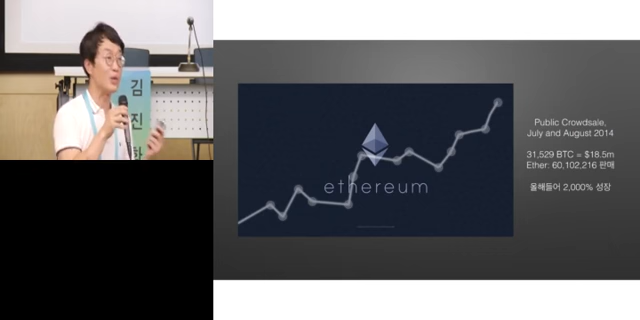 김
진
화
ethereum
Public Crowdsale,
July and August 2014
31,529 BTC = $18.5m
Ether: 60,102,216 판매
올해들어 2,000% 성장